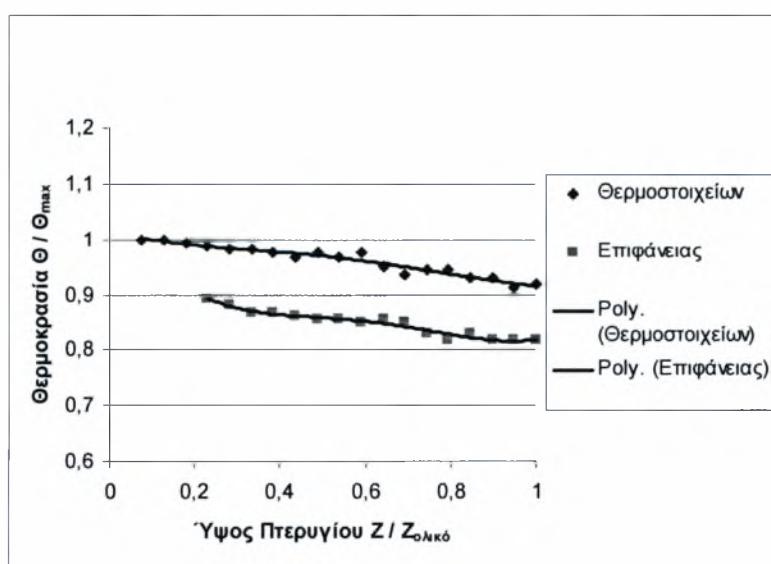 1,2
1,1
1
0,9
0,8
0,7
0,6
0
0,2
0,4
0,6
0,8
1
Θερμοκρασία Θ / Θmax
Ύψος Πτερυγίου Ζ / Ζολικό
Θερμοστοιχείων
Επιφάνειας
Poly.
(Θερμοστοιχείων)
Poly. (Επιφάνειας)